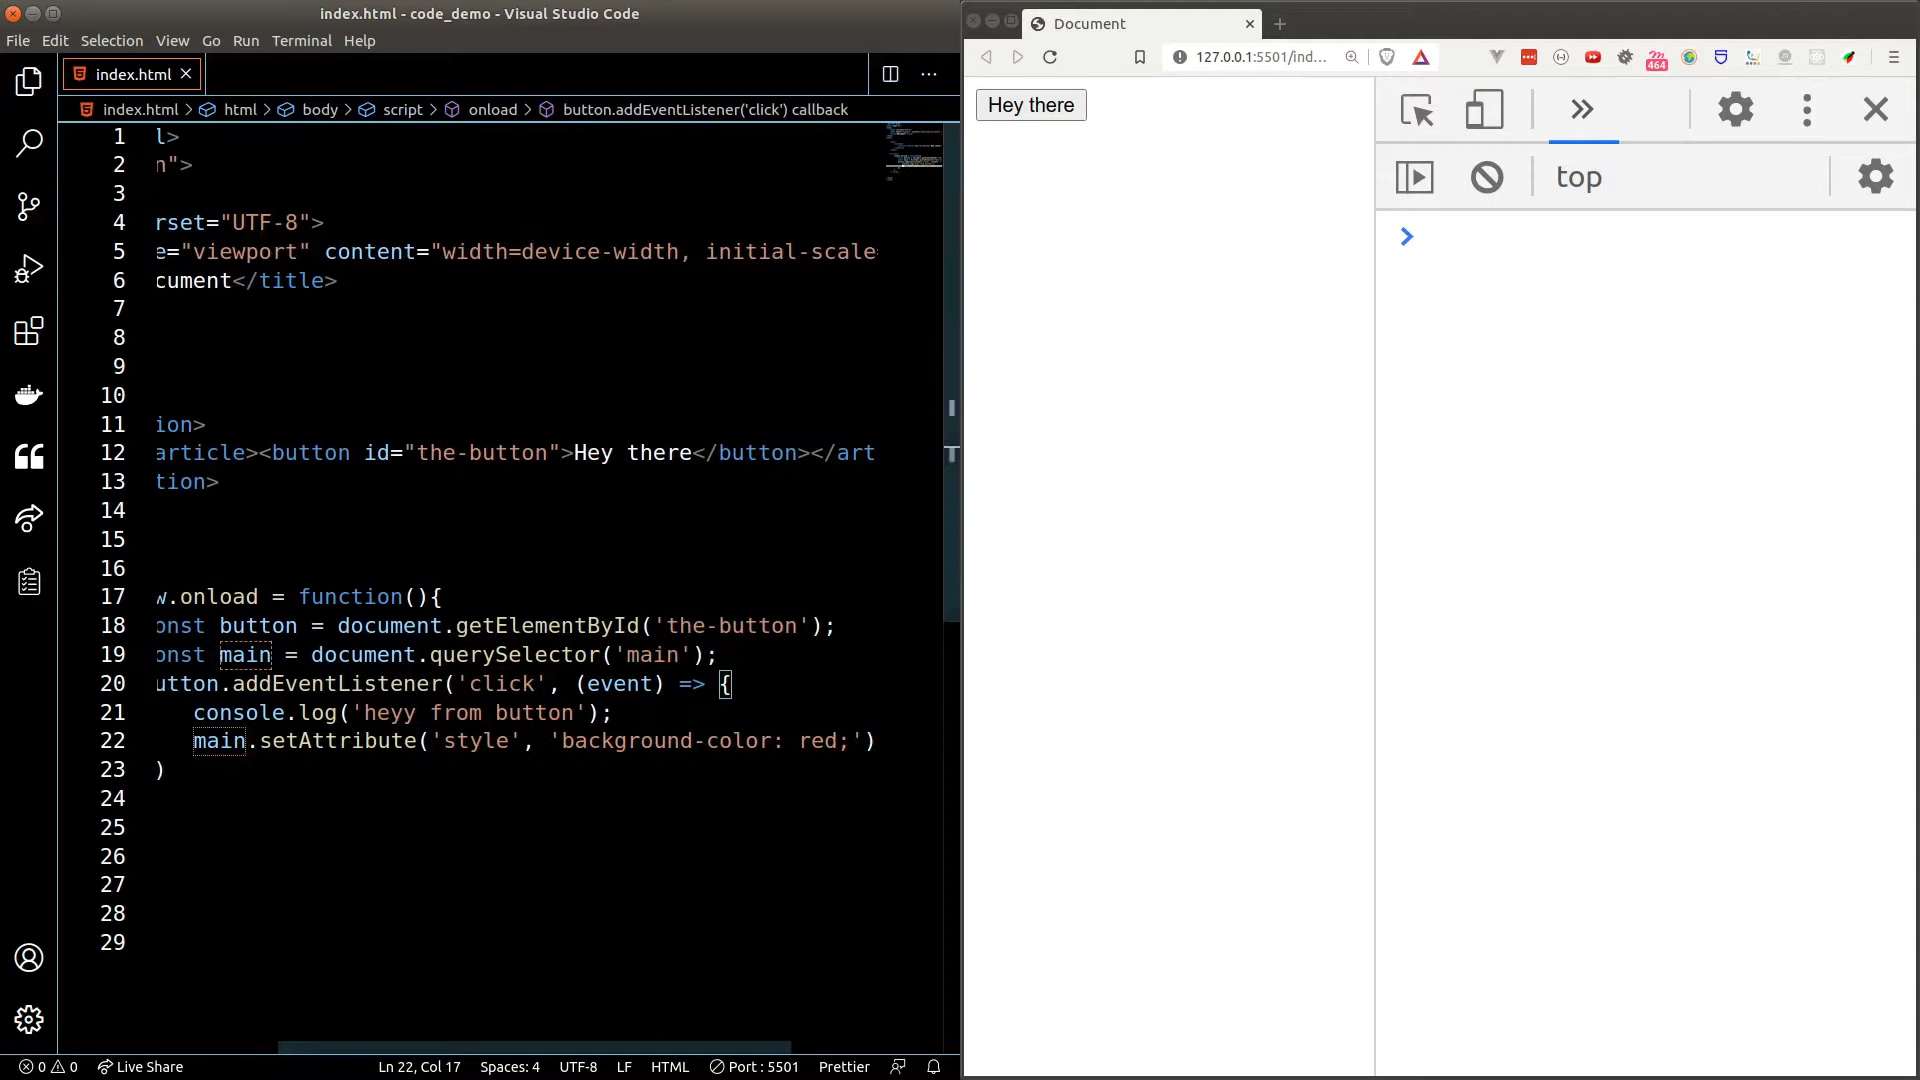 index.html - code_demo - Visual Studio Code
File Edit Selection View Go Run Terminal Help
index.html
index.html > html > body > script > onload > button.addEventListener('click') callback
1 l>
2 n">
3
4 rset="UTF-8">
5 e="viewport" content="width=device-width, initial-scale=
6 cument</title>
7
8
9
10
11 ion>
12 article><button id="the-button">Hey there</button></art
13 tion>
14
15
16
17 w.onload = function(){
18 onst button = document.getElementById('the-button');
19 onst main = document.querySelector('main');
20 utton.addEventListener('click', (event) => {
21 console.log('heyy from button');
22 main.setAttribute('style', 'background-color: red;')
23 )
24
25
26
27
28
29
0 0 Live Share Ln 22, Col 17 Spaces: 4 UTF-8 LF HTML Port : 5501 Prettier
Document
127.0.0.1:5501/ind...
464
Hey there
top